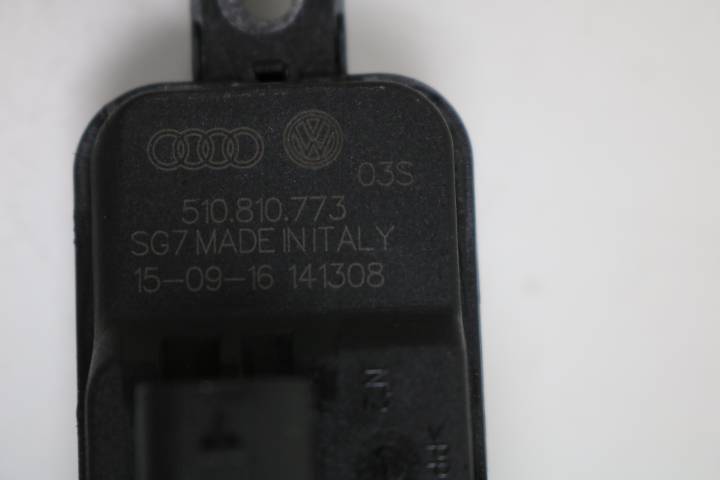 03S
510.810.773
SG7 MADE IN ITALY
15-09-16 141308